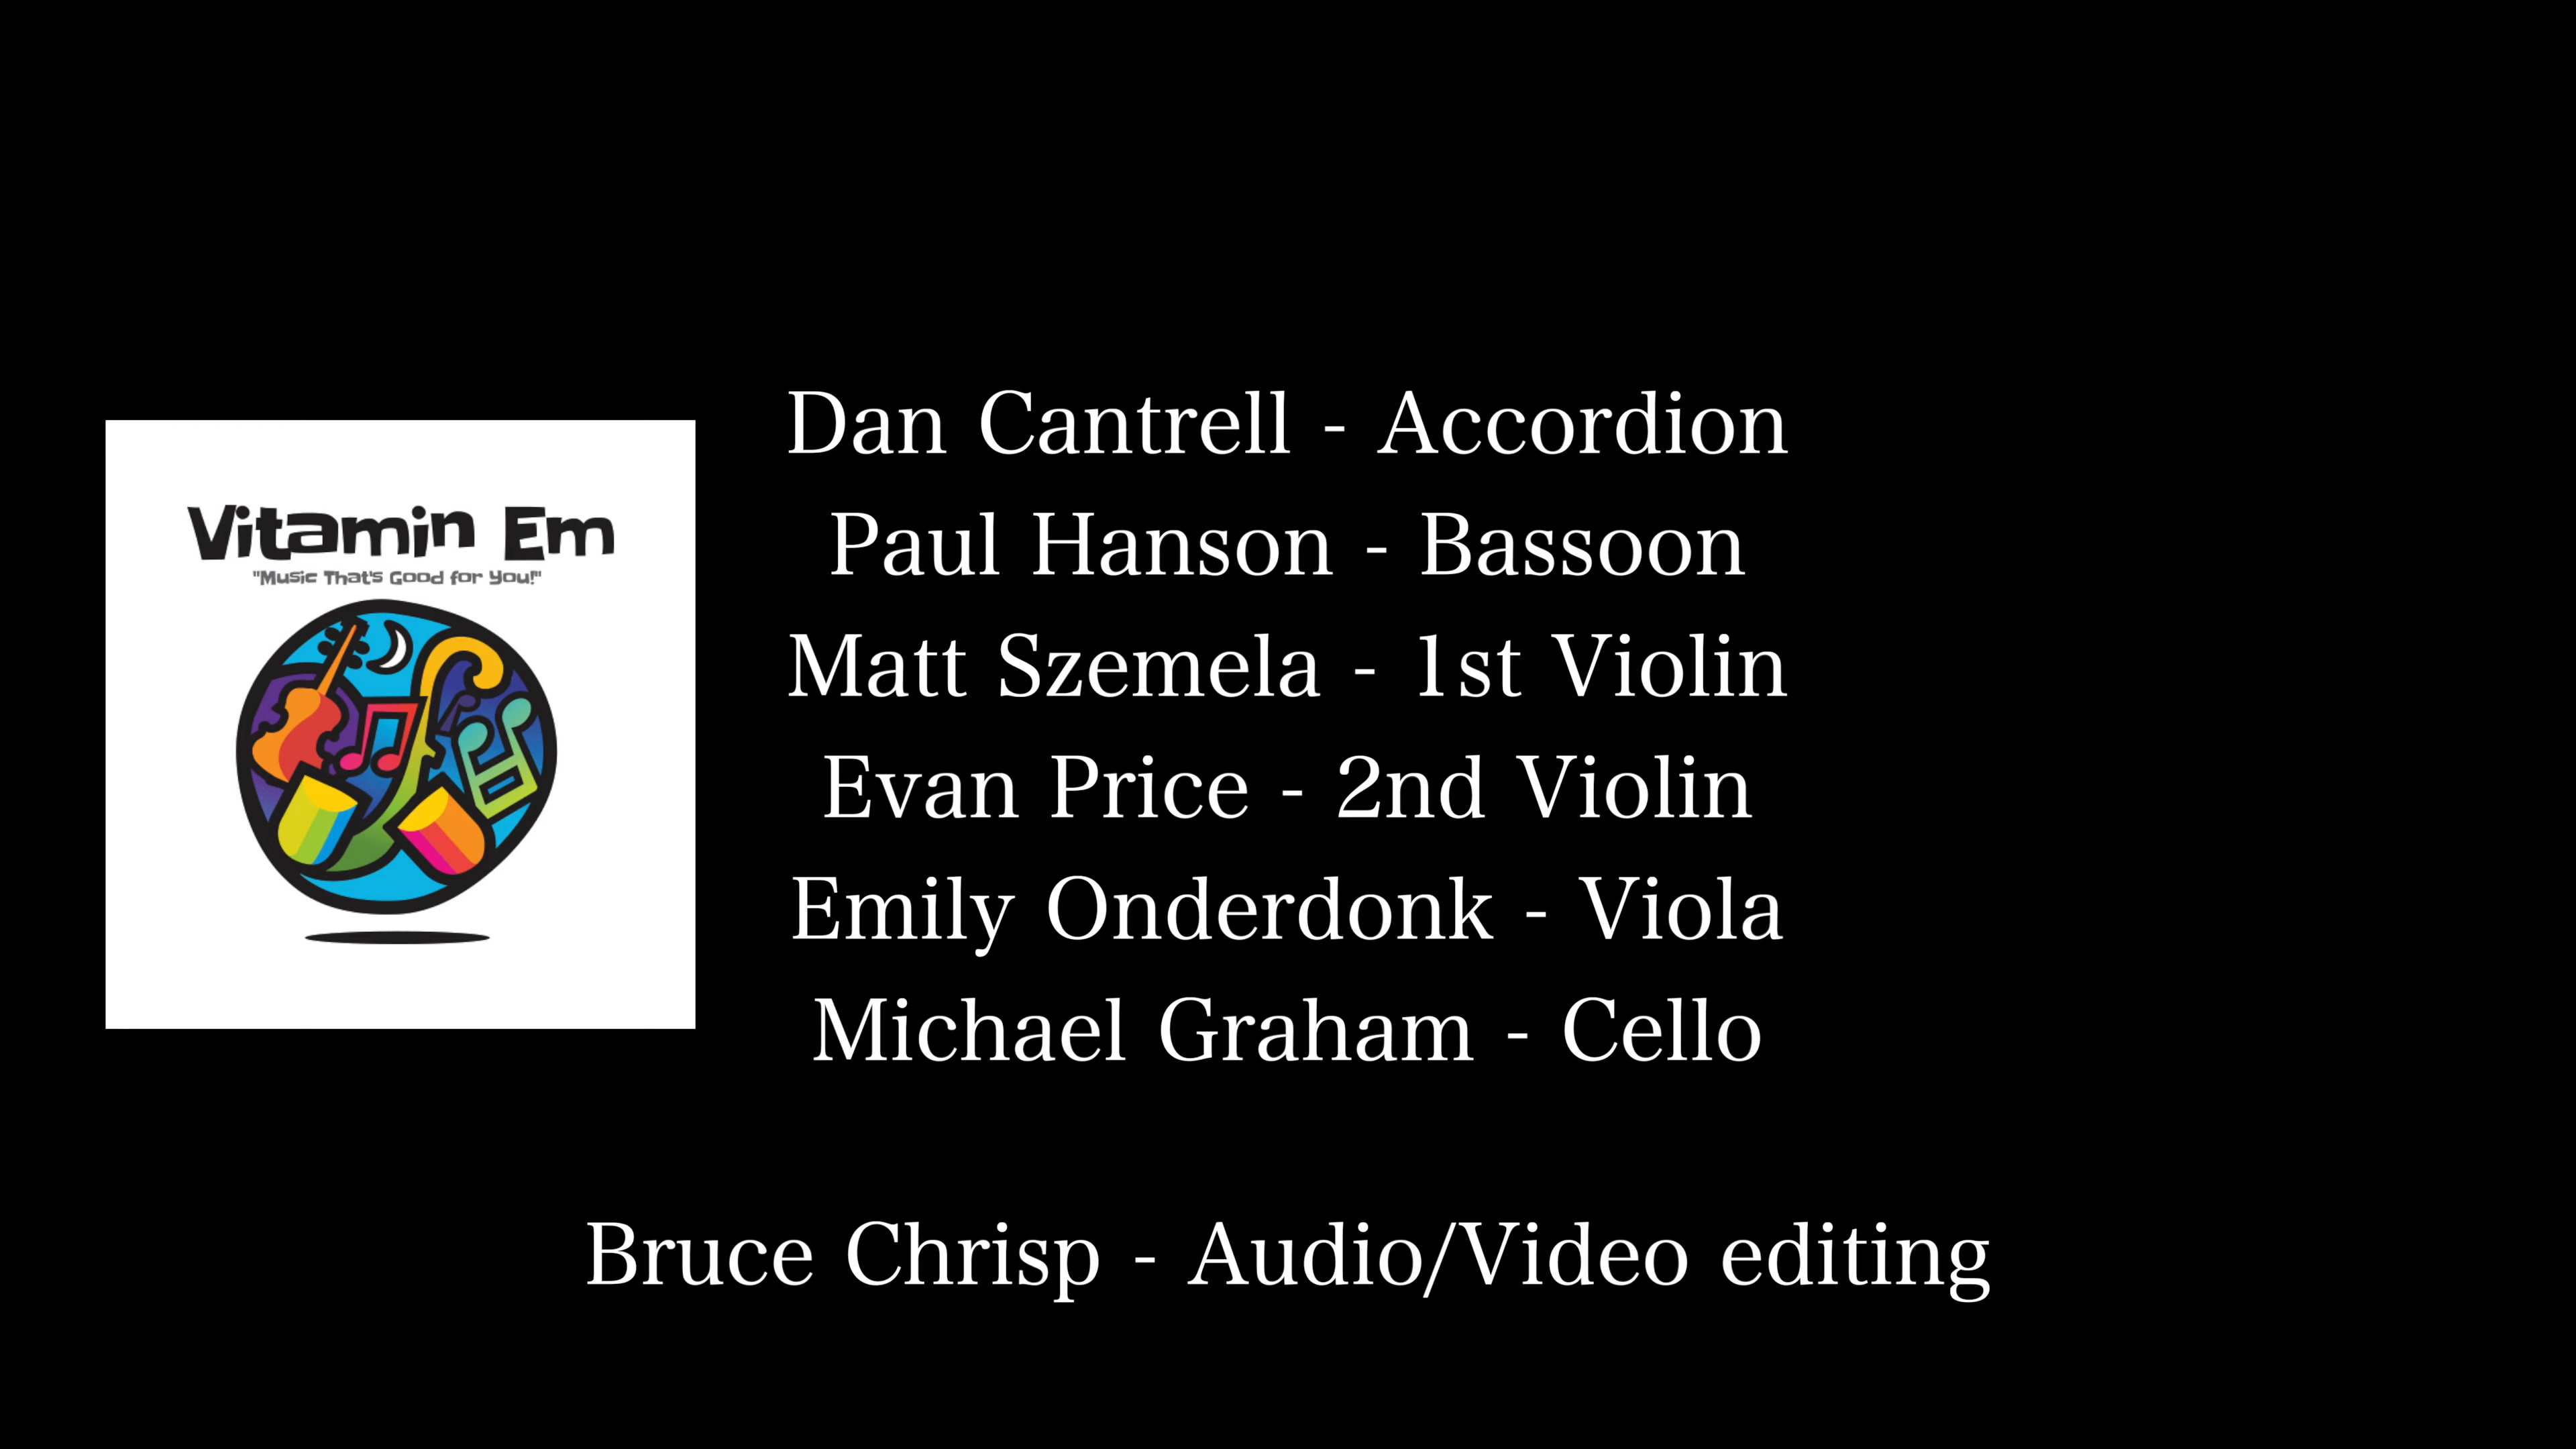 Vitamin Em
"Music That's Good for You!"
Dan Cantrell - Accordion
Paul Hanson - Bassoon
Matt Szemela - 1st Violin
Evan Price - 2nd Violin
Emily Onderdonk - Viola
Michael Graham - Cello
Bruce Chrisp - Audio/Video editing